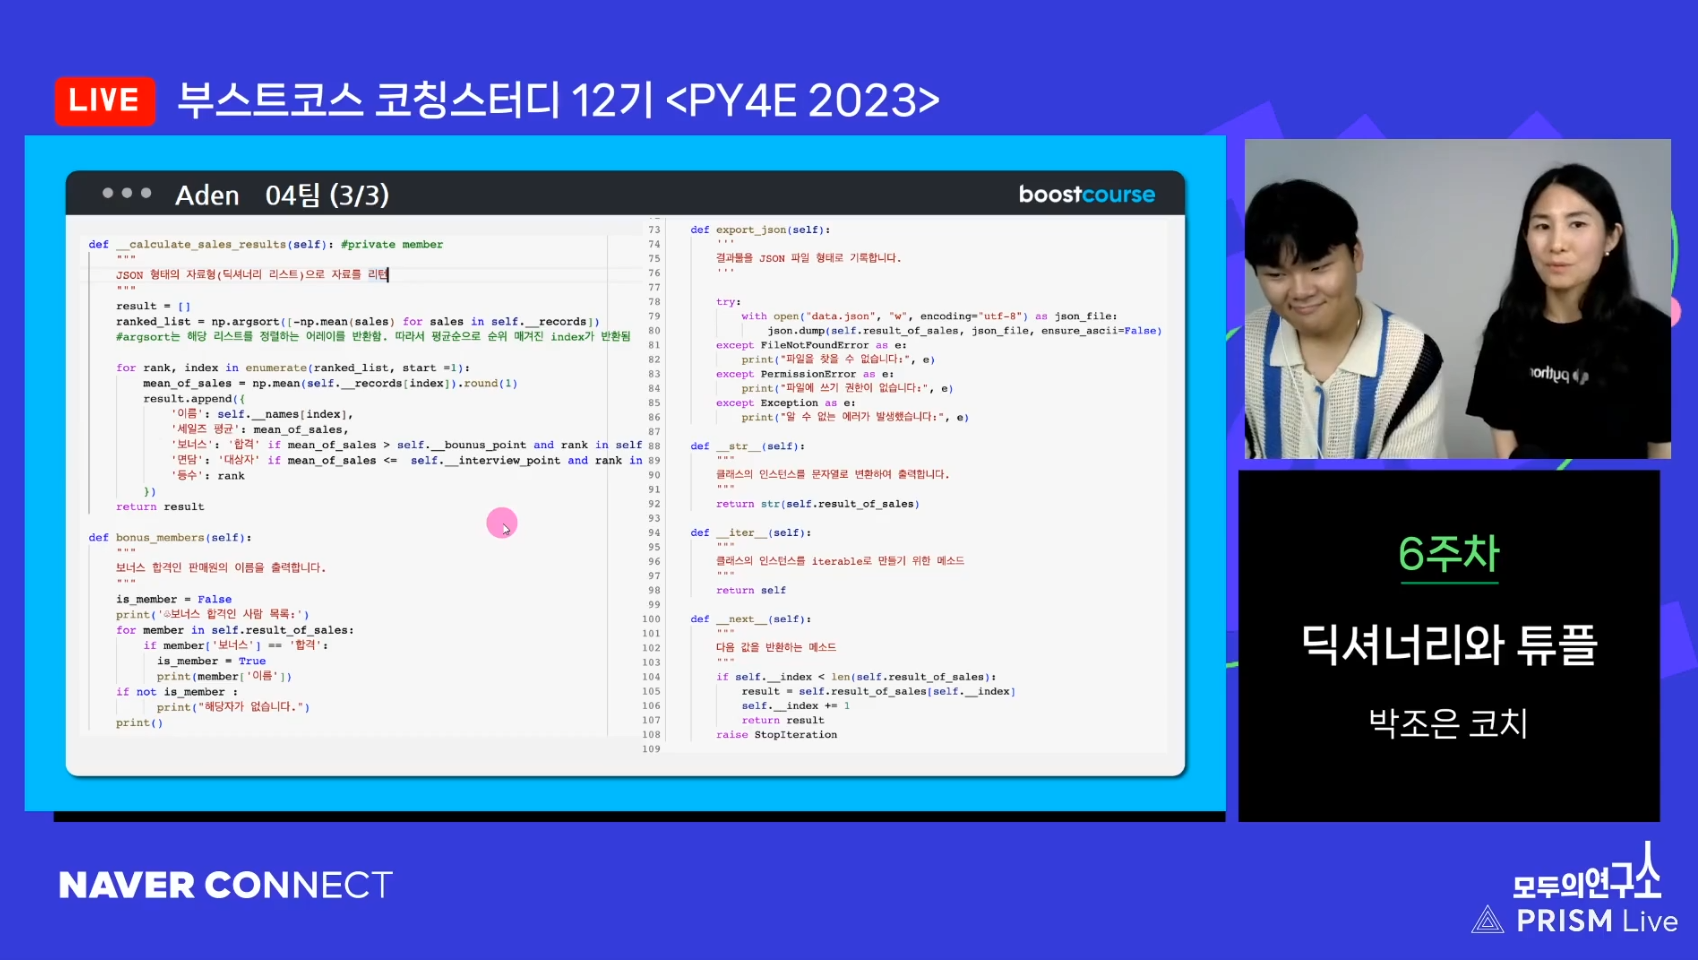 LIVE 부스트코스 코칭스터디 12기 <PY4E 2023>
Aden 04팀 (3/3)
boostcourse
def __calculate_sales_results(self): #private member
"""
JSON 형태의 자료형(딕셔너리 리스트)으로 자료를 리턴
"""
result = []
ranked_list = np.argsort([-np.mean(sales) for sales in self.__records])
#argsort는 해당 리스트를 정렬하는 어레이를 반환함. 따라서 평균순으로 순위 매겨진 index가 반환됨
for rank, index in enumerate(ranked_list, start =1):
mean_of_sales = np.mean(self.__records[index]).round(1)
result.append({
'이름': self.__names[index],
'세일즈 평균': mean_of_sales,
'보너스': '합격' if mean_of_sales > self.__bounus_point and rank in self
'면담': '대상자' if mean_of_sales <= self.__interview_point and rank in
'등수': rank
})
return result
def bonus_members(self):
"""
보너스 합격인 판매원의 이름을 출력합니다.
"""
is_member = False
print('보너스 합격인 사람 목록:')
for member in self.result_of_sales:
if member['보너스'] == '합격':
is_member = True
print(member['이름'])
if not is_member :
print("해당자가 없습니다.")
print()
73 def export_json(self):
74 '''
75 결과물을 JSON 파일 형태로 기록합니다.
76 '''
77
78 try:
79 with open("data.json", "w", encoding="utf-8") as json_file:
80 json.dump(self.result_of_sales, json_file, ensure_ascii=False)
81 except FileNotFoundError as e:
82 print("파일을 찾을 수 없습니다:", e)
83 except PermissionError as e:
84 print("파일에 쓰기 권한이 없습니다:", e)
85 except Exception as e:
86 print("알 수 없는 에러가 발생했습니다:", e)
87
88 def __str__(self):
89 """
90 클래스의 인스턴스를 문자열로 변환하여 출력합니다.
91 """
92 return str(self.result_of_sales)
93
94 def __iter__(self):
95 """
96 클래스의 인스턴스를 iterable로 만들기 위한 메소드
97 """
98 return self
99
100 def __next__(self):
101 """
102 다음 값을 반환하는 메소드
103 """
104 if self.__index < len(self.result_of_sales):
105 result = self.result_of_sales[self.__index]
106 self.__index += 1
107 return result
108 raise StopIteration
109
python
6주차
딕셔너리와 튜플
박조은 코치
NAVER CONNECT
모두의연구소
PRISM Live